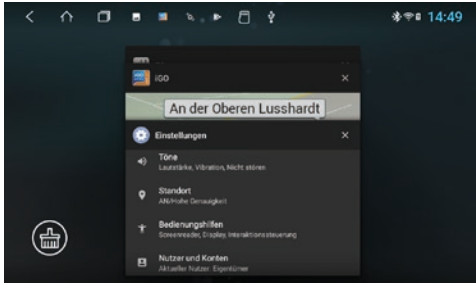 14:49
iGO
An der Oberen Lusshardt
Einstellungen
Töne
Lautstärke, Vibration, Nicht stören
Standort
AN/Hohe Genauigkeit
Bedienungshilfen
Screenreader, Display, Interaktionssteuerung
Nutzer und Konten
Aktueller Nutzer: Eigentümer